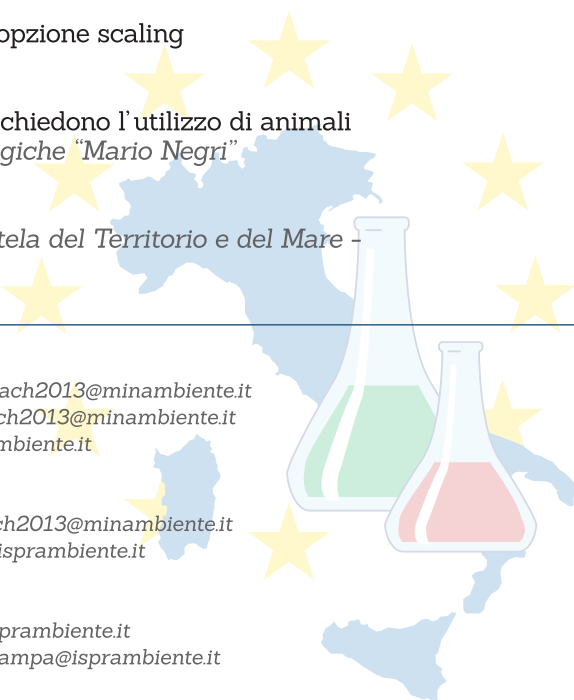 opzione scaling
chiedono l'utilizzo di animali
giche “Mario Negri”
tela del Territorio e del Mare -
ach2013@minambiente.it
ch2013@minambiente.it
mbiente.it
ch2013@minambiente.it
isprambiente.it
prambiente.it
ampa@isprambiente.it